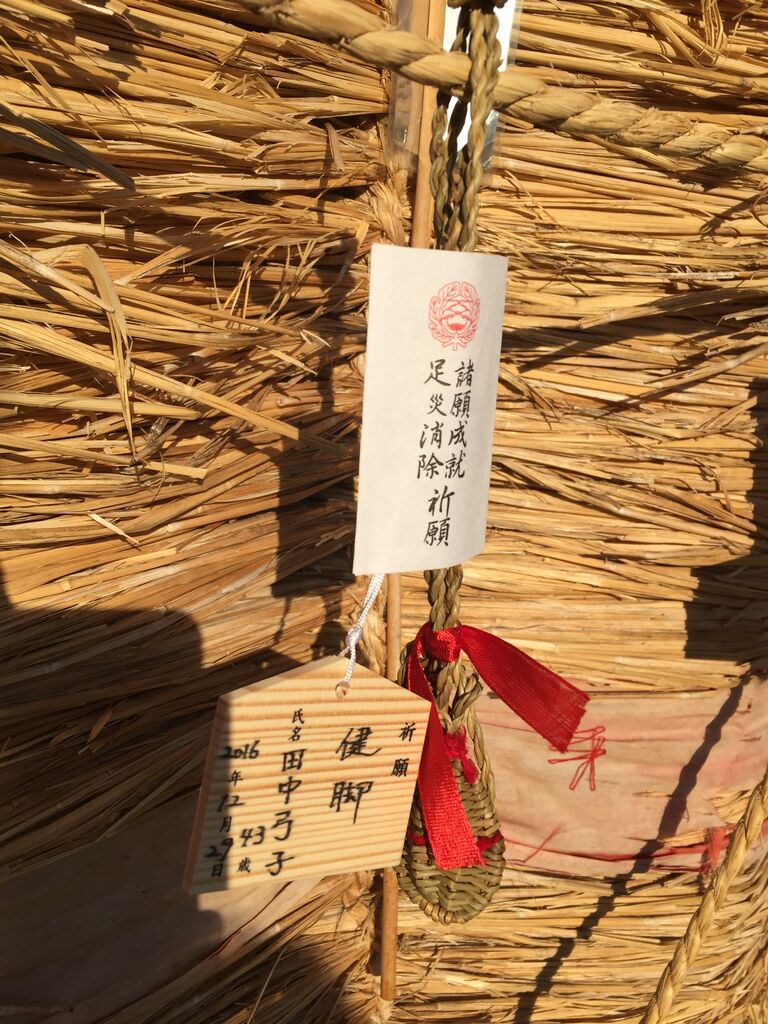 諸願成就
足災消除
祈願
祈願
健脚
氏名
田中弓子
43歳
2016年12月29日